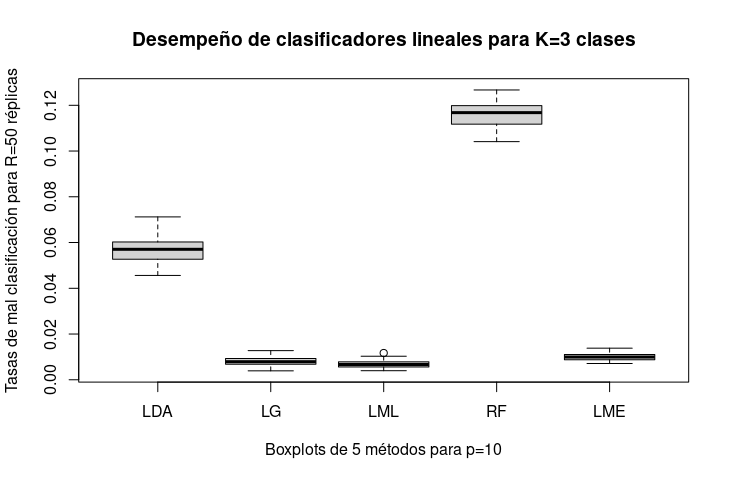 Desempeño de clasificadores lineales para K=3 clases
Tasas de mal clasificación para R=50 réplicas
0.12
0.10
0.08
0.06
0.04
0.02
0.00
LDA LG LML RF LME
Boxplots de 5 métodos para p=10